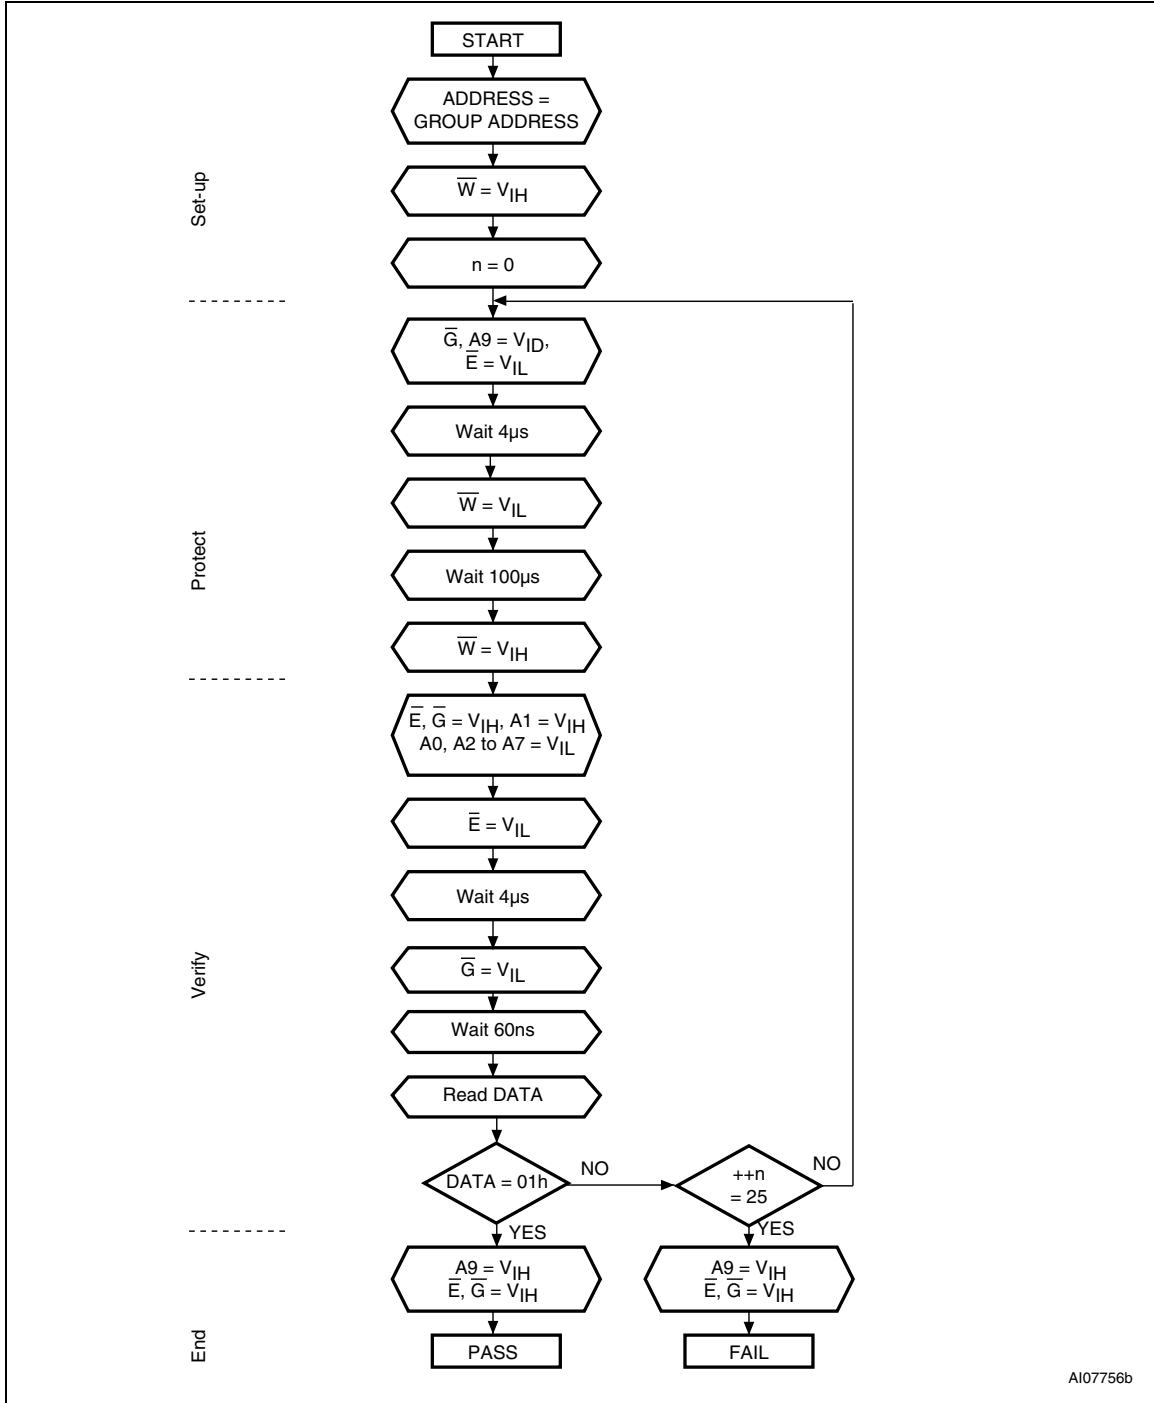 START
ADDRESS =
GROUP ADDRESS
Set-up
W̅ = VIH
n = 0
G̅, A9 = VID,
E̅ = VIL
Wait 4µs
W̅ = VIL
Protect
Wait 100µs
W̅ = VIH
E̅, G̅ = VIH, A1 = VIH
A0, A2 to A7 = VIL
E̅ = VIL
Wait 4µs
Verify
G̅ = VIL
Wait 60ns
Read DATA
DATA = 01h
NO
++n
= 25
NO
YES
YES
A9 = VIH
E̅, G̅ = VIH
A9 = VIH
E̅, G̅ = VIH
End
PASS
FAIL
AI07756b